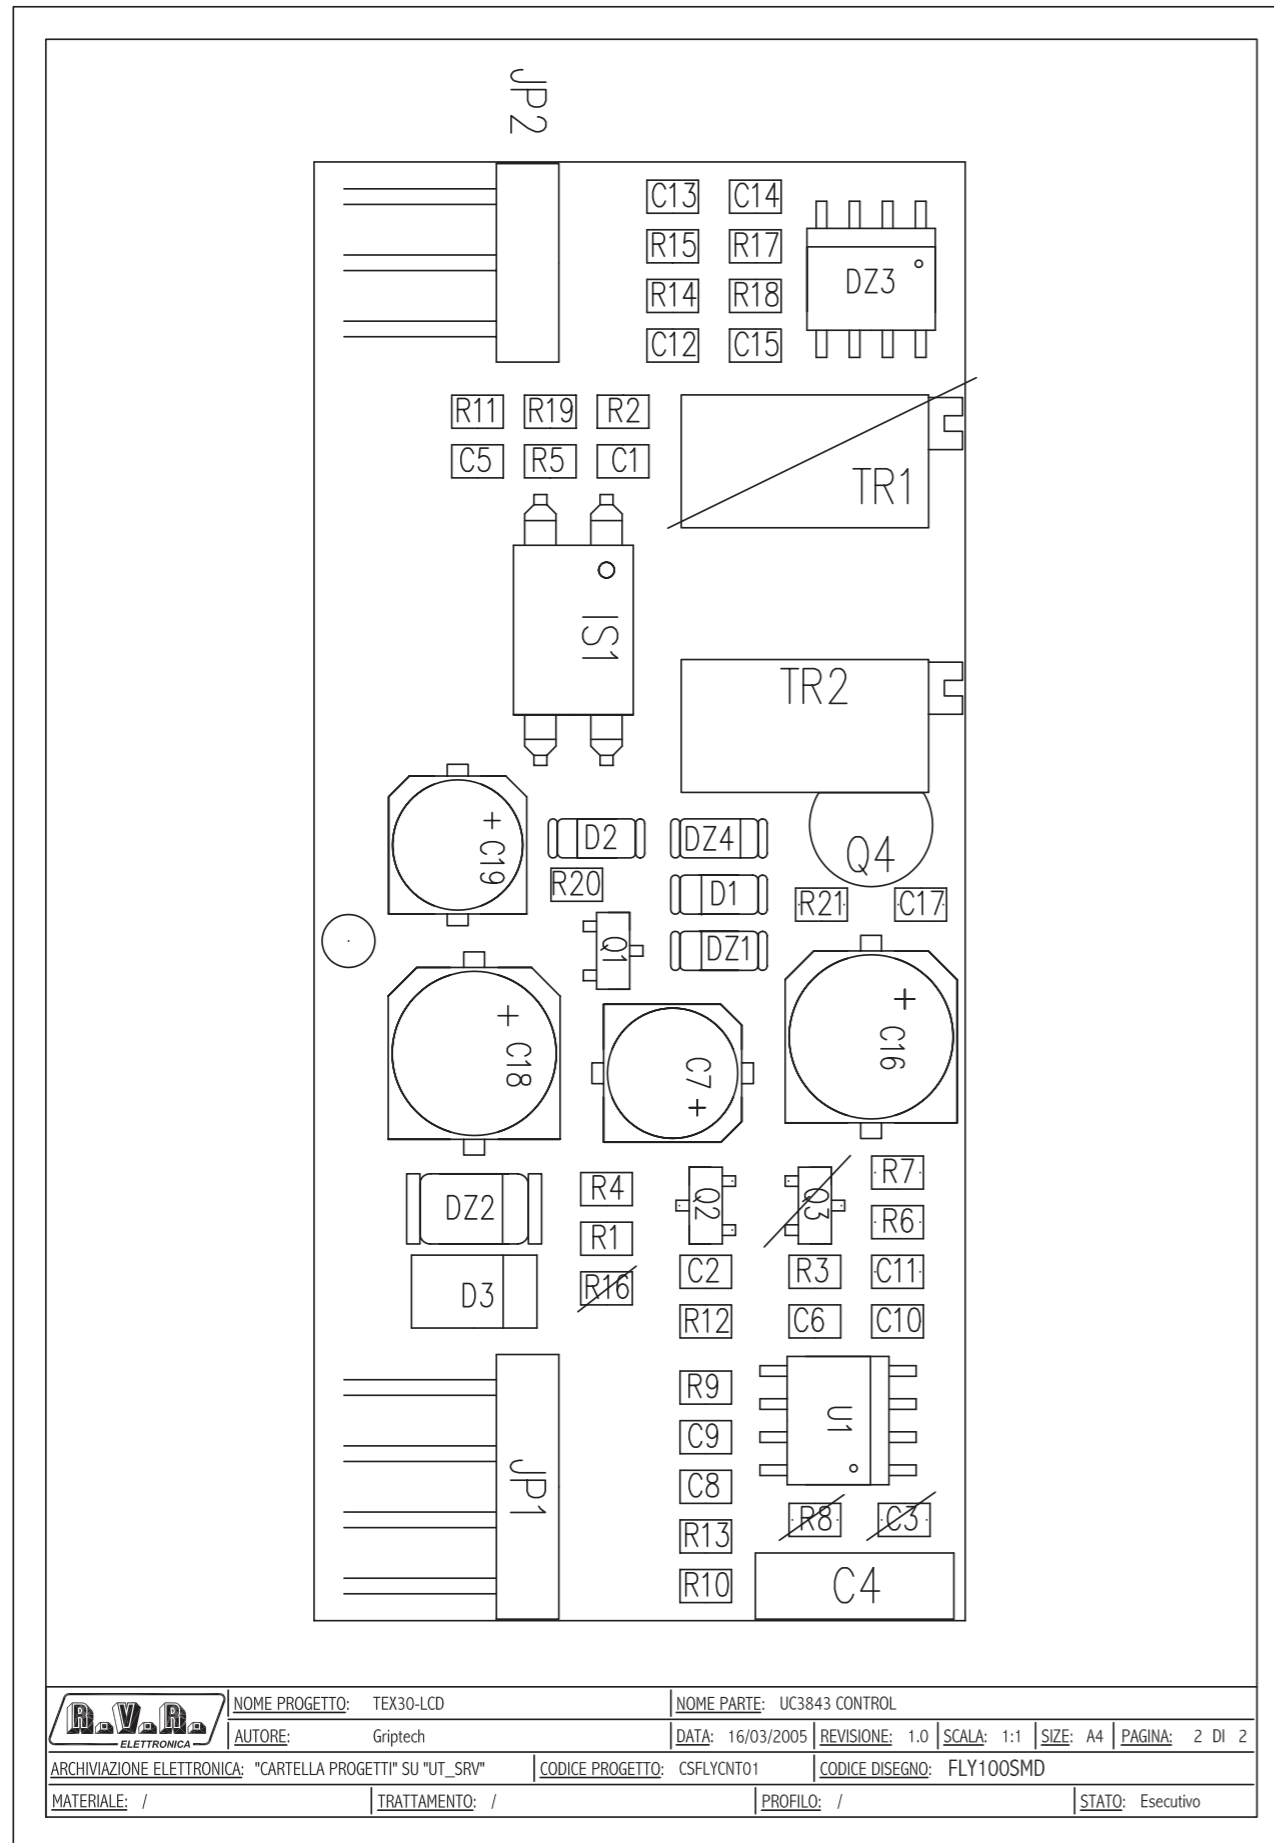 JP2
C13 C14
R15 R17
DZ3
R14 R18
C12 C15
R11 R19 R2
C5 R5 C1
TR1
IS1
TR2
+ C19
D2 DZ4
Q4
R20
D1
R21 C17
Q1
DZ1
+ C18
C7 +
+ C16
R4
R7
DZ2
Q2
Q3
R1
R6
D3
R16
C2 R3 C11
R12 C6 C10
R9
U1
C9
JP1
C8
R8 C3
R13
R10
C4
R.V.R.
ELETTRONICA
NOME PROGETTO: TEX30-LCD
NOME PARTE: UC3843 CONTROL
AUTORE: Griptech
DATA: 16/03/2005 REVISIONE: 1.0 SCALA: 1:1 SIZE: A4 PAGINA: 2 DI 2
ARCHIVIAZIONE ELETTRONICA: "CARTELLA PROGETTI" SU "UT_SRV"
CODICE PROGETTO: CSFLYCNT01
CODICE DISEGNO: FLY100SMD
MATERIALE: /
TRATTAMENTO: /
PROFILO: /
STATO: Esecutivo